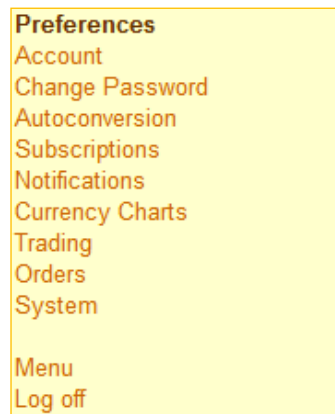 Preferences
Account
Change Password
Autoconversion
Subscriptions
Notifications
Currency Charts
Trading
Orders
System
Menu
Log off